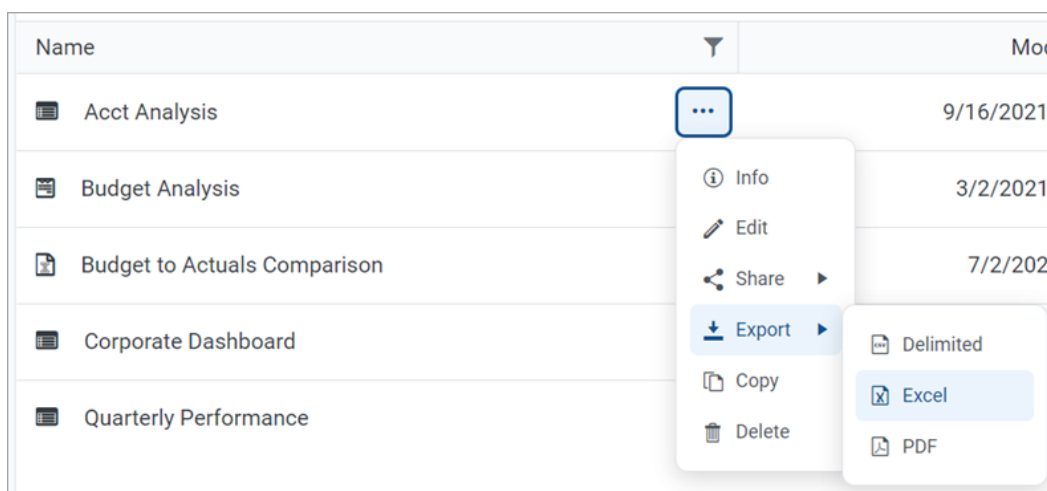 Name Mod
Acct Analysis ... 9/16/2021
Info
Budget Analysis 3/2/2021
Edit
Budget to Actuals Comparison 7/2/202
Share
Export
Corporate Dashboard Delimited
Copy
Excel
Quarterly Performance
Delete
PDF